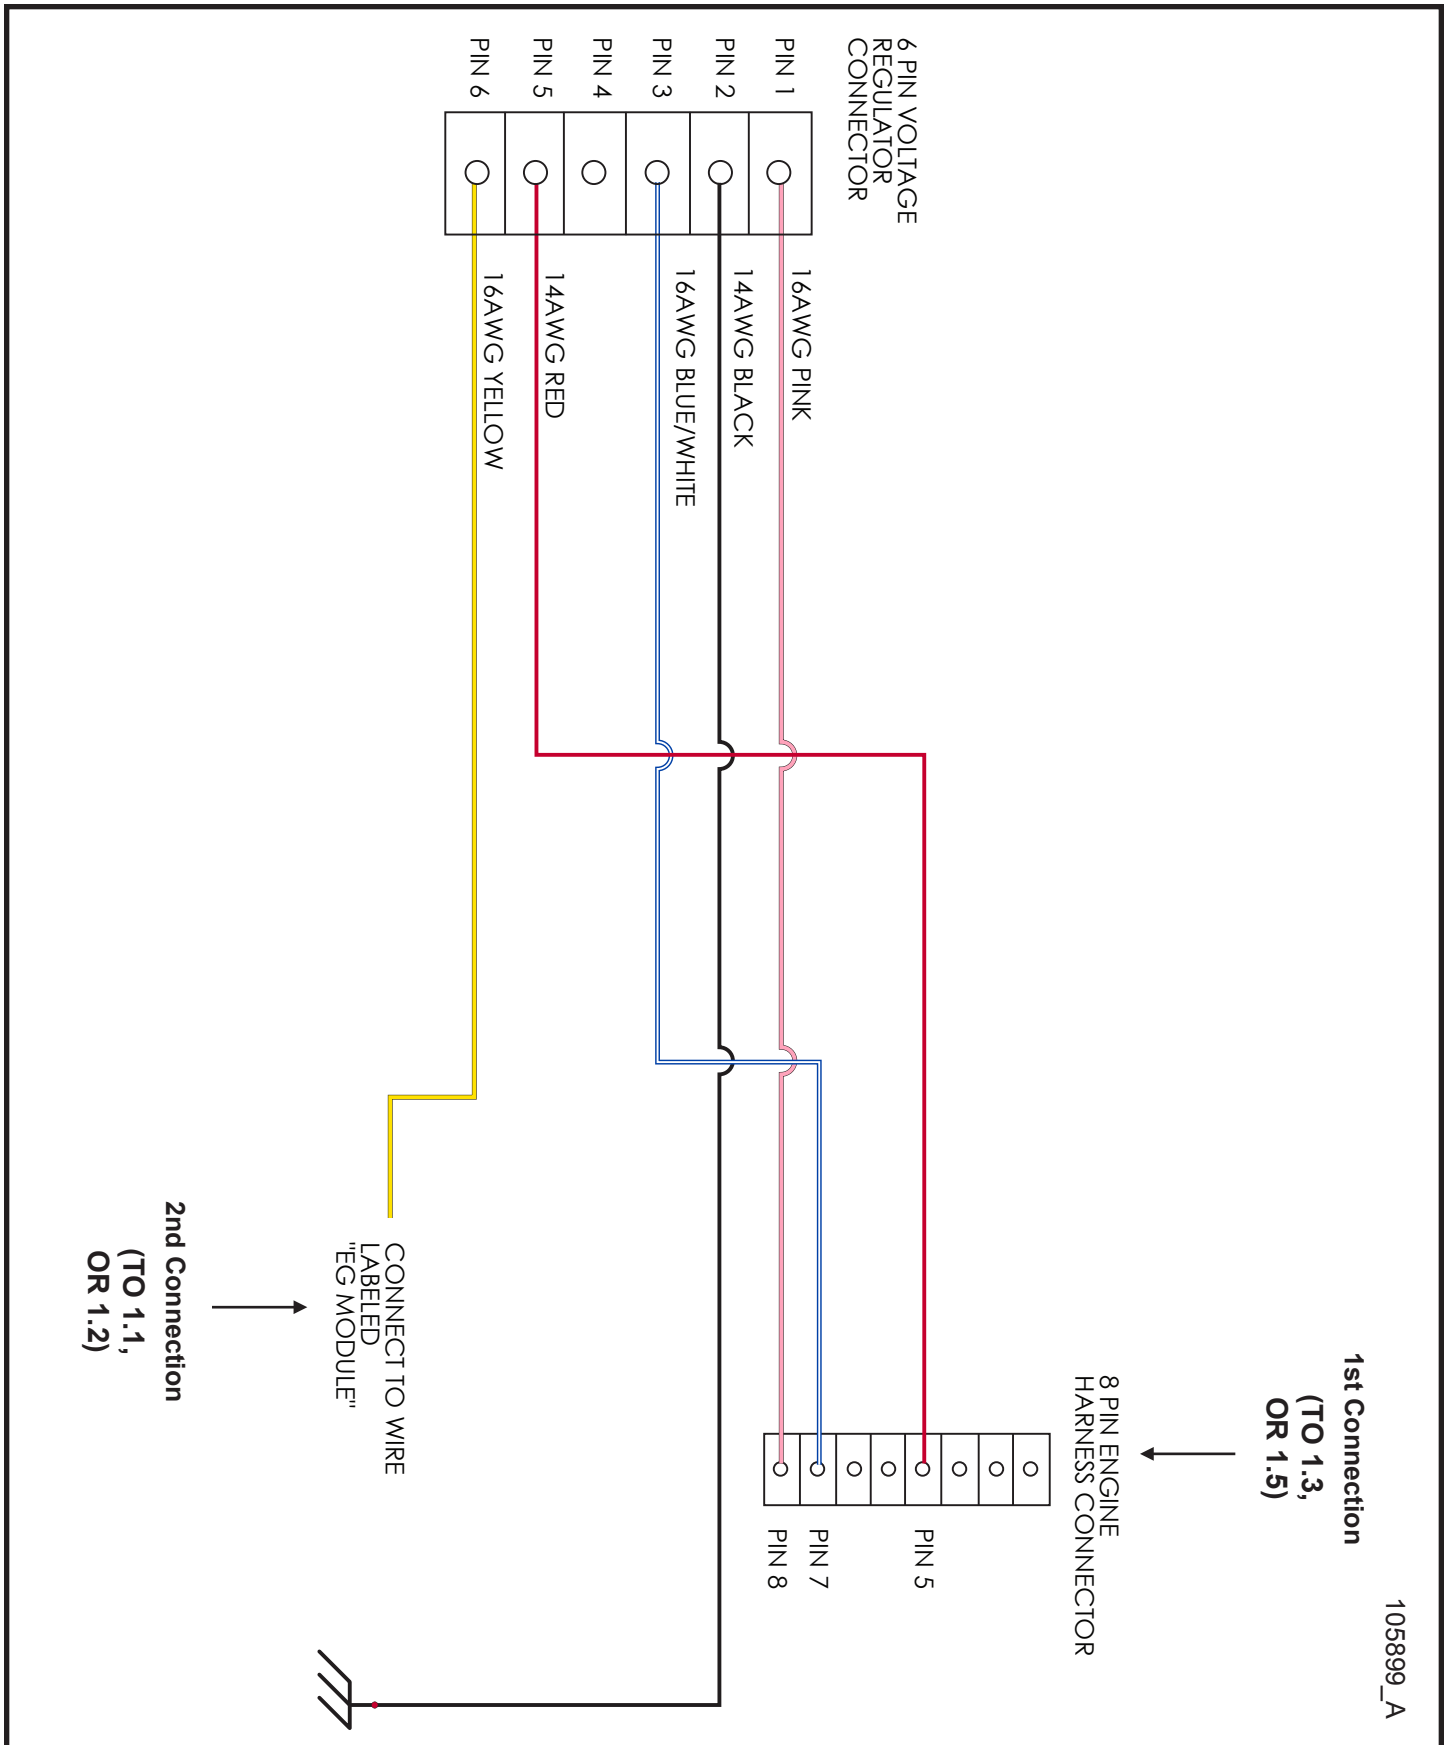 105899_A
1st Connection
(TO 1.3,
OR 1.5)
8 PIN ENGINE
HARNESS CONNECTOR
PIN 5
PIN 7
PIN 8
6 PIN VOLTAGE
REGULATOR
CONNECTOR
PIN 1
PIN 2
PIN 3
PIN 4
PIN 5
PIN 6
16AWG PINK
14AWG BLACK
16AWG BLUE/WHITE
14AWG RED
16AWG YELLOW
CONNECT TO WIRE
LABELED
"EG MODULE"
2nd Connection
(TO 1.1,
OR 1.2)